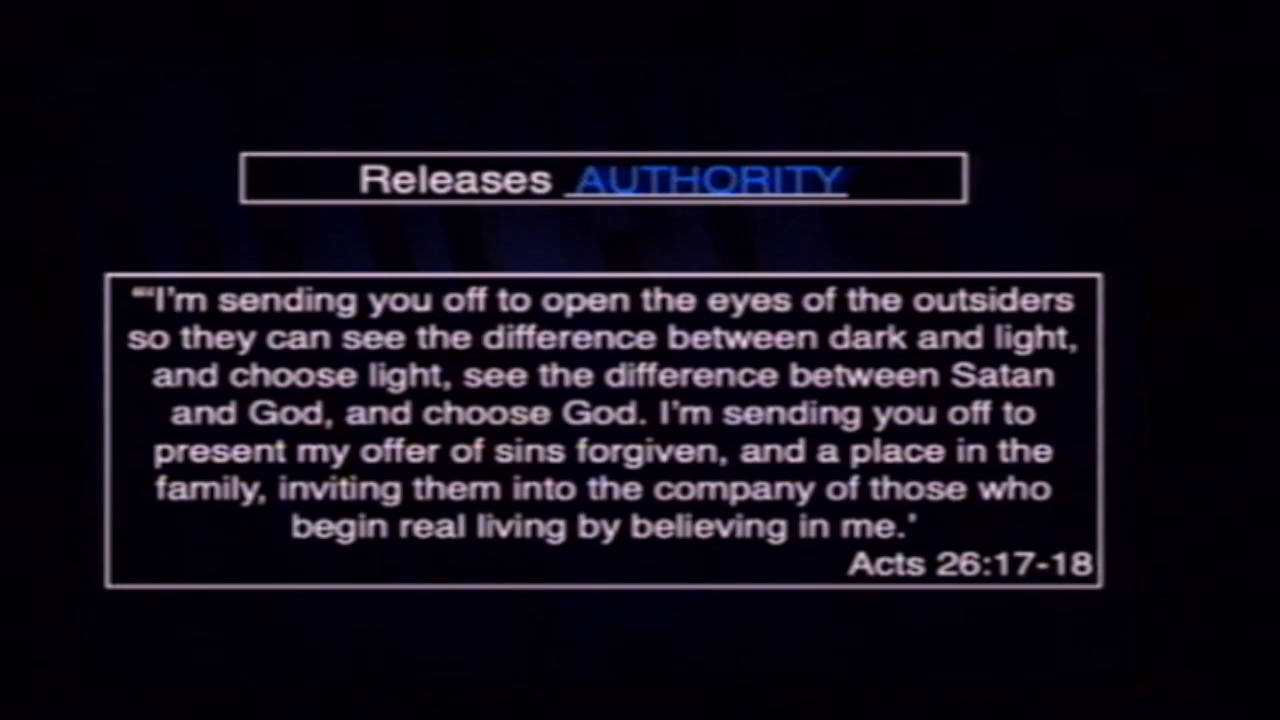 Releases AUTHORITY
"'I'm sending you off to open the eyes of the outsiders
so they can see the difference between dark and light,
and choose light, see the difference between Satan
and God, and choose God. I'm sending you off to
present my offer of sins forgiven, and a place in the
family, inviting them into the company of those who
begin real living by believing in me.'
Acts 26:17-18